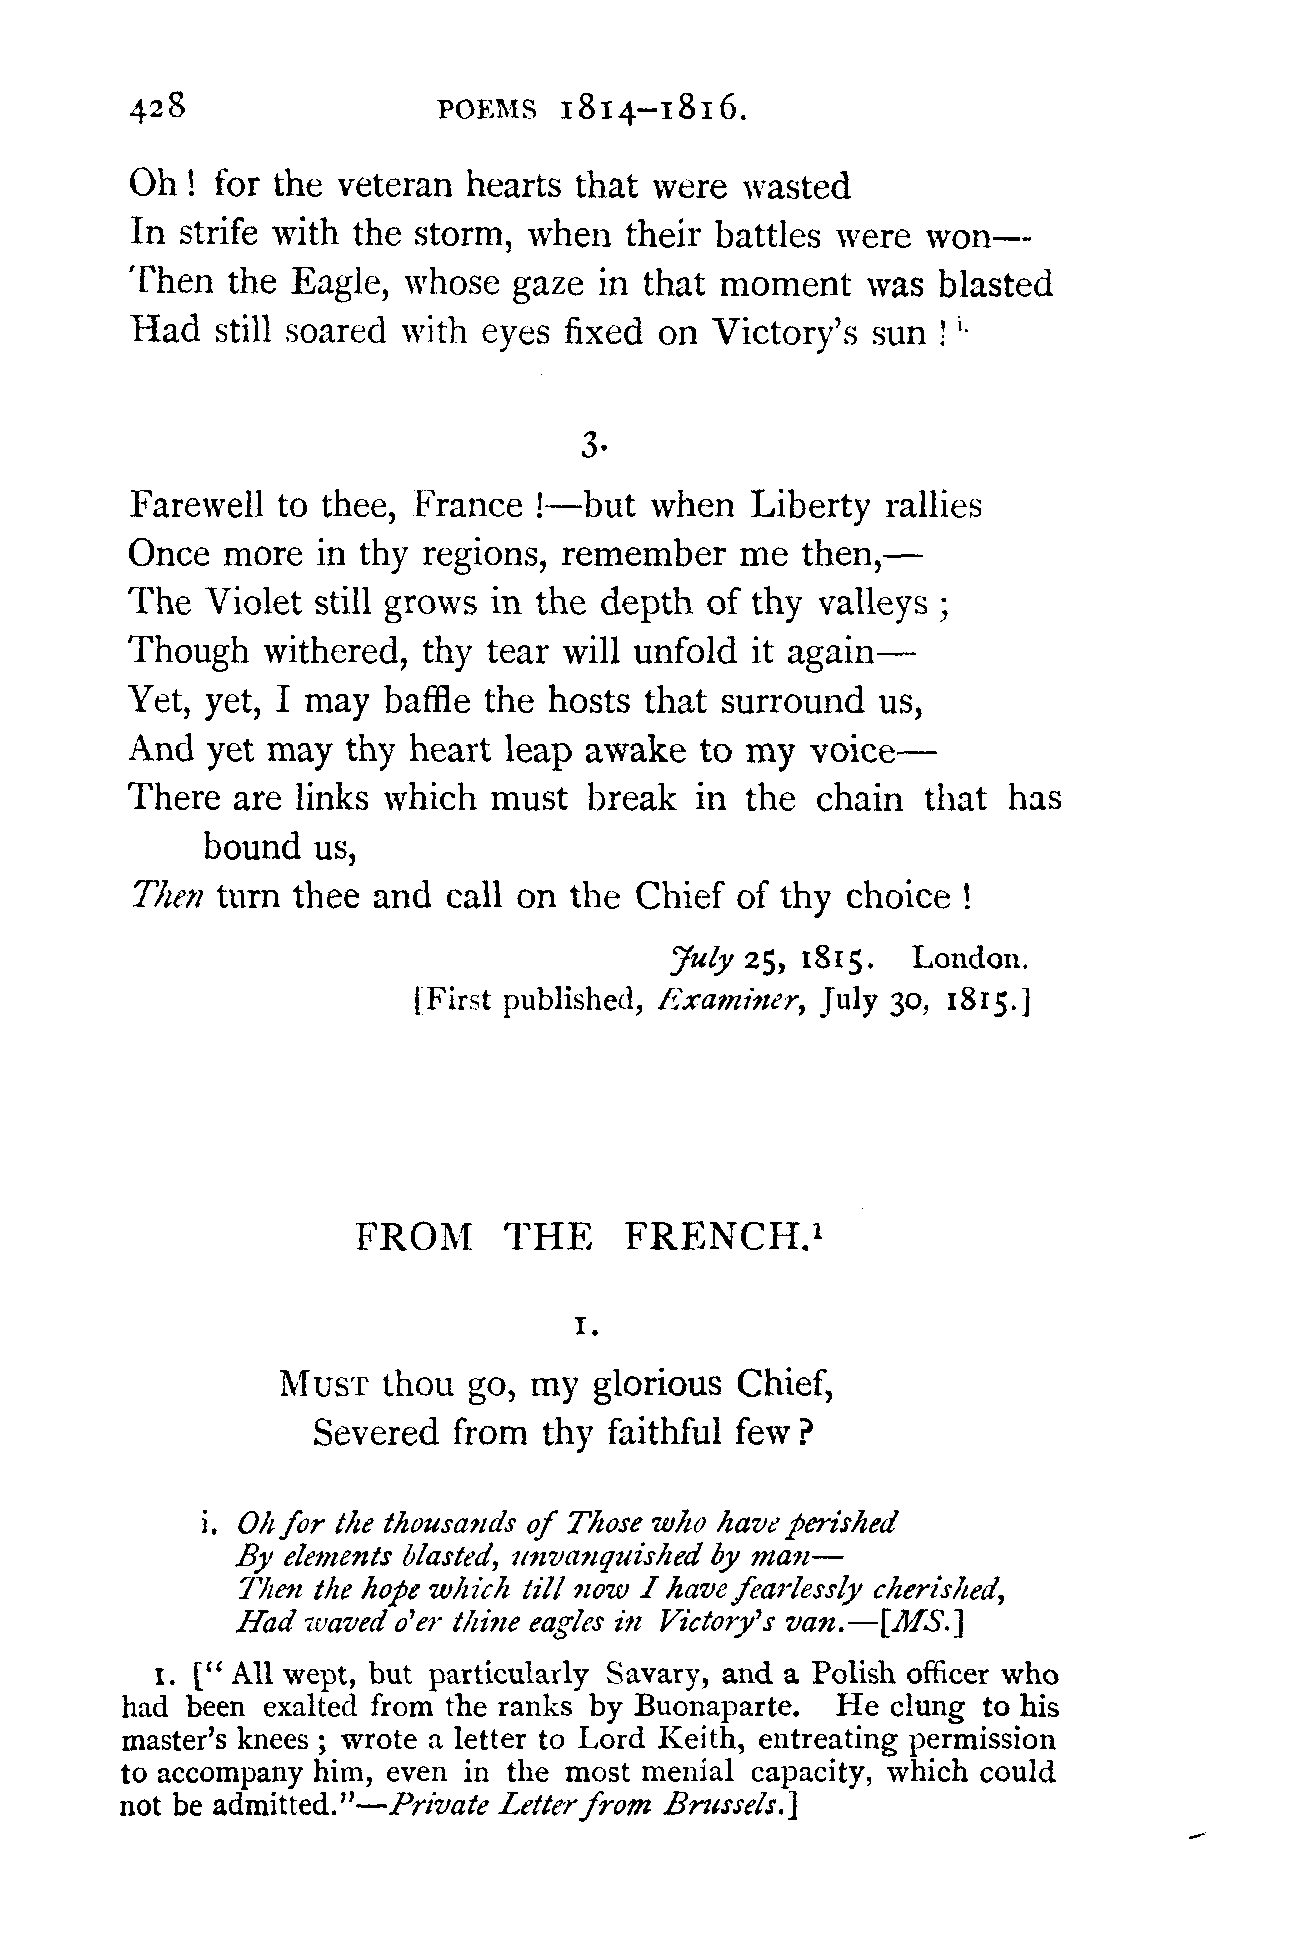 428 POEMS 1814–1816.
Oh! for the veteran hearts that were wasted
In strife with the storm, when their battles were won—
Then the Eagle, whose gaze in that moment was blasted
Had still soared with eyes fixed on Victory's sun! i.
3.
Farewell to thee, France!—but when Liberty rallies
Once more in thy regions, remember me then,—
The Violet still grows in the depth of thy valleys;
Though withered, thy tear will unfold it again—
Yet, yet, I may baffle the hosts that surround us,
And yet may thy heart leap awake to my voice—
There are links which must break in the chain that has
bound us,
Then turn thee and call on the Chief of thy choice!
July 25, 1815. London.
[First published, Examiner, July 30, 1815.]
FROM THE FRENCH.¹
1.
MUST thou go, my glorious Chief,
Severed from thy faithful few?
i. Oh for the thousands of Those who have perished
By elements blasted, unvanquished by man—
Then the hope which till now I have fearlessly cherished,
Had waved o'er thine eagles in Victory's van.—[MS.]
1. ["All wept, but particularly Savary, and a Polish officer who
had been exalted from the ranks by Buonaparte. He clung to his
master's knees; wrote a letter to Lord Keith, entreating permission
to accompany him, even in the most menial capacity, which could
not be admitted."—Private Letter from Brussels.]